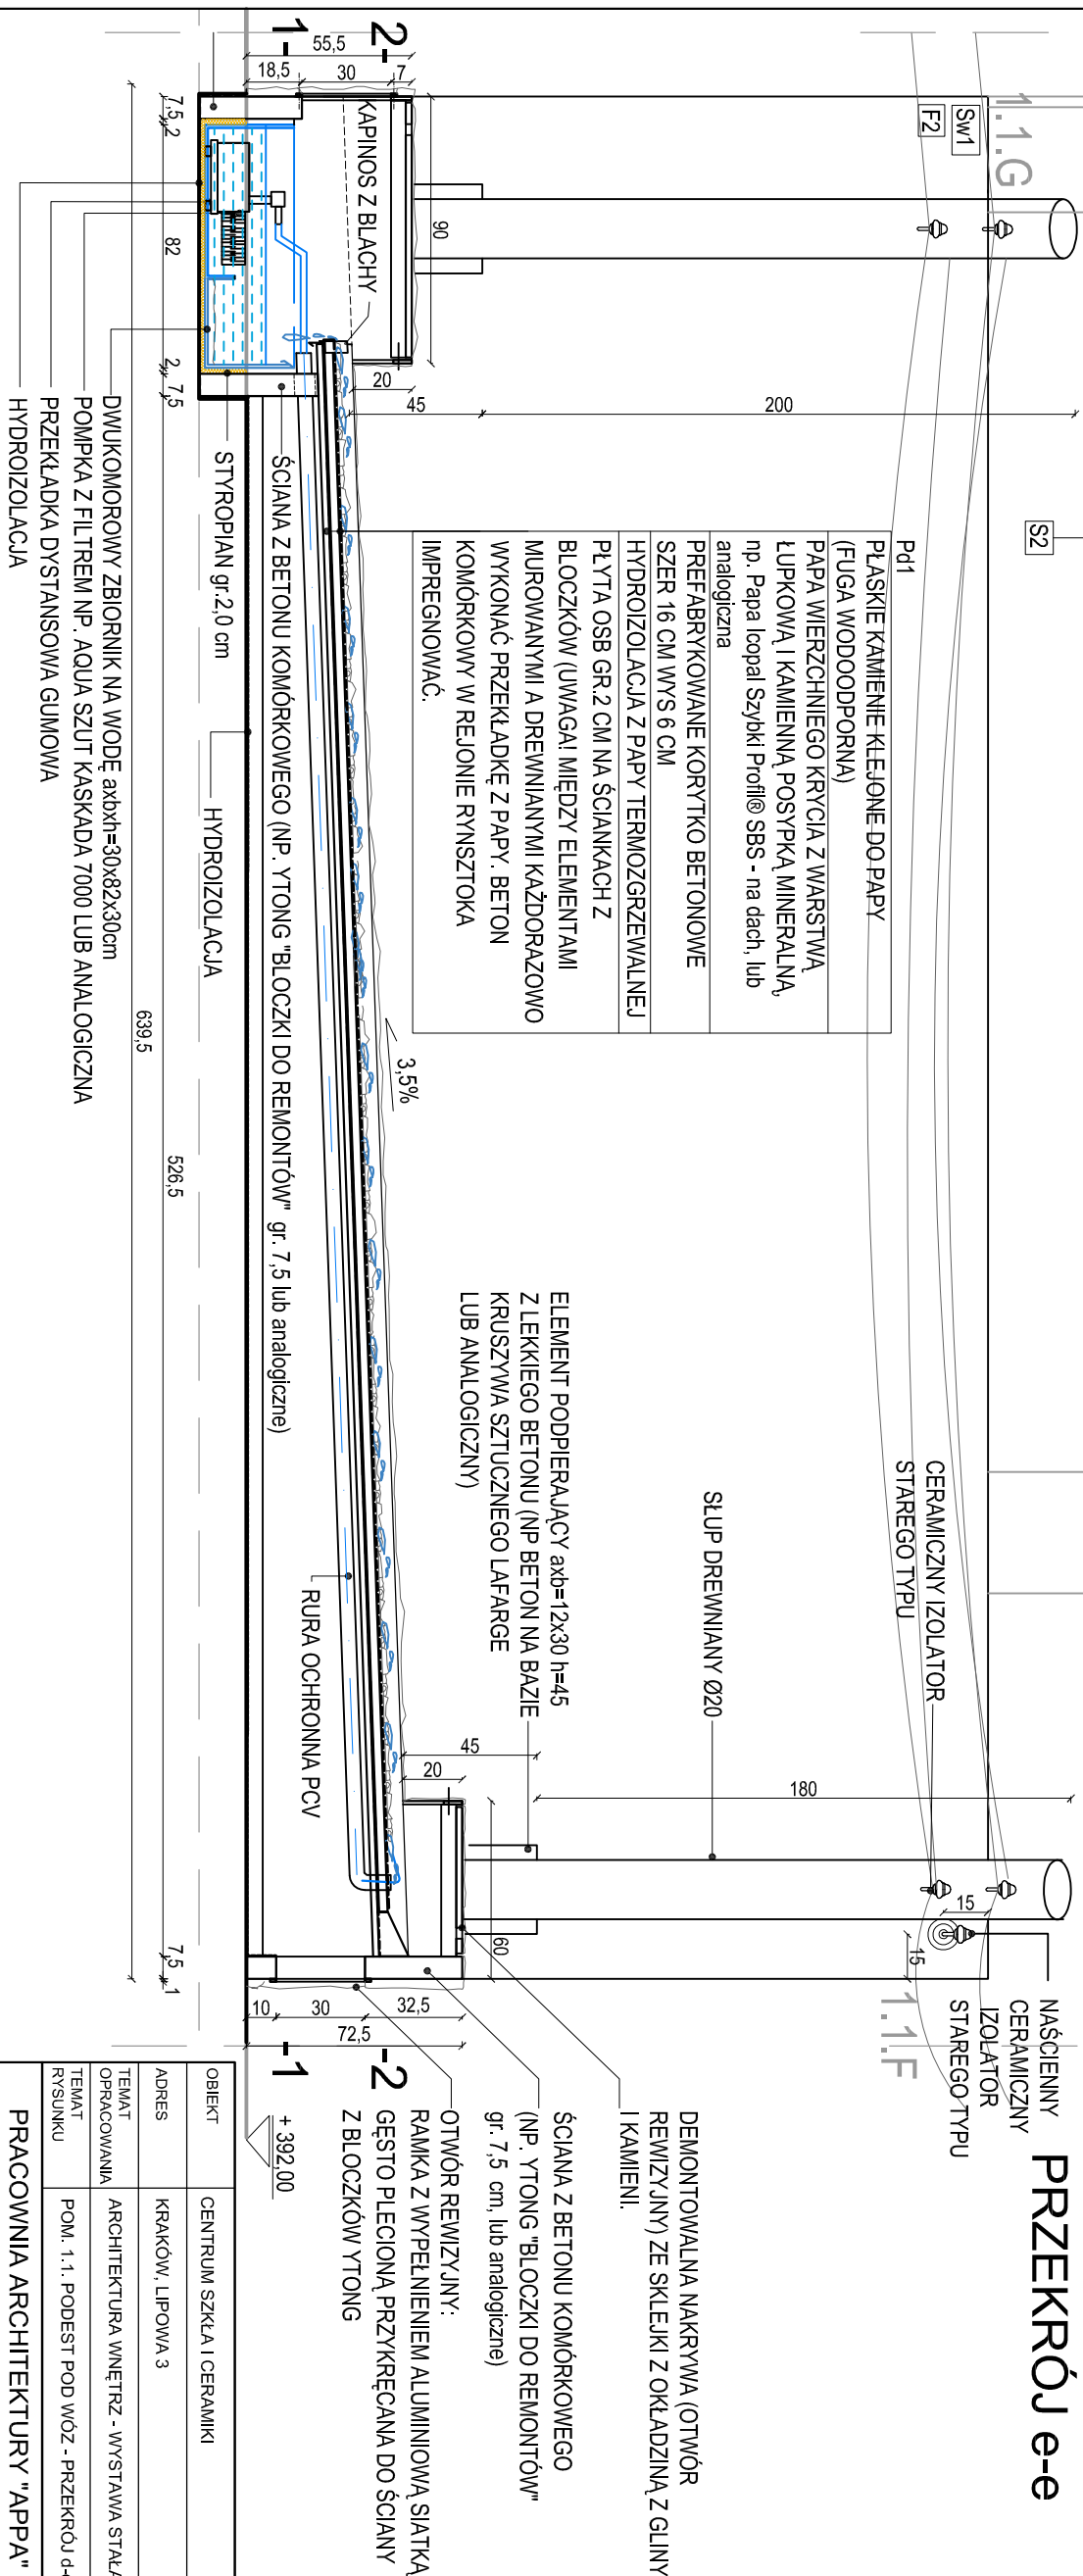 PRZEKRÓJ e-e
1.1.G
Sw1
F2
S2
1.1.F
NAŚCIENNY
CERAMICZNY
IZOLATOR
STAREGO TYPU
CERAMICZNY IZOLATOR
STAREGO TYPU
SŁUP DREWNIANY Ø20
ELEMENT PODPIERAJĄCY axb=12x30 h=45
Z LEKKIEGO BETONU (NP BETON NA BAZIE
KRUSZYWA SZTUCZNEGO LAFARGE
LUB ANALOGICZNY)
Pd1
PŁASKIE KAMIENIE KLEJONE DO PAPY
(FUGA WODOODPORNA)
PAPA WIERZCHNIEGO KRYCIA Z WARSTWĄ
ŁUPKOWĄ I KAMIENNĄ POSYPKĄ MINERALNĄ,
np. Papa Icopal Szybki Profil® SBS - na dach, lub
analogiczna
PREFABRYKOWANE KORYTKO BETONOWE
SZER 16 CM WYS 6 CM
HYDROIZOLACJA Z PAPY TERMOZGRZEWALNEJ
PŁYTA OSB GR.2 CM NA ŚCIANKACH Z
BLOCZKÓW (UWAGA! MIĘDZY ELEMENTAMI
MUROWANYMI A DREWNIANYMI KAŻDORAZOWO
WYKONAĆ PRZEKŁADKĘ Z PAPY. BETON
KOMÓRKOWY W REJONIE RYNSZTOKA
IMPREGNOWAĆ.
200
180
90
45
20
45
20
60
15
15
3,5%
KAPINOS Z BLACHY
2-
1-
55,5
18,5
30
7
-2
-1
10
30
32,5
72,5
+ 392,00
RURA OCHRONNA PCV
ŚCIANA Z BETONU KOMÓRKOWEGO (NP. YTONG "BLOCZKI DO REMONTÓW" gr. 7,5 lub analogiczne)
STYROPIAN gr.2,0 cm
HYDROIZOLACJA
7,5
2
82
2
7,5
526,5
7,5
1
639,5
DWUKOMOROWY ZBIORNIK NA WODĘ axbxh=30x82x30cm
POMPKA Z FILTREM NP. AQUA SZUT KASKADA 7000 LUB ANALOGICZNA
PRZEKŁADKA DYSTANSOWA GUMOWA
HYDROIZOLACJA
DEMONTOWALNA NAKRYWA (OTWÓR
REWIZYJNY) ZE SKLEJKI Z OKŁADZINĄ Z GLINY
I KAMIENI.
ŚCIANA Z BETONU KOMÓRKOWEGO
(NP. YTONG "BLOCZKI DO REMONTÓW"
gr. 7,5 cm, lub analogiczne)
OTWÓR REWIZYJNY:
RAMKA Z WYPEŁNIENIEM ALUMINIOWĄ SIATKĄ
GĘSTO PLECIONĄ PRZYKRĘCANA DO ŚCIANY
Z BLOCZKÓW YTONG
OBIEKT
CENTRUM SZKŁA I CERAMIKI
ADRES
KRAKÓW, LIPOWA 3
TEMAT
OPRACOWANIA
ARCHITEKTURA WNĘTRZ - WYSTAWA STAŁA
TEMAT
RYSUNKU
POM. 1.1. PODEST POD WÓZ - PRZEKRÓJ d-
PRACOWNIA ARCHITEKTURY "APPA"